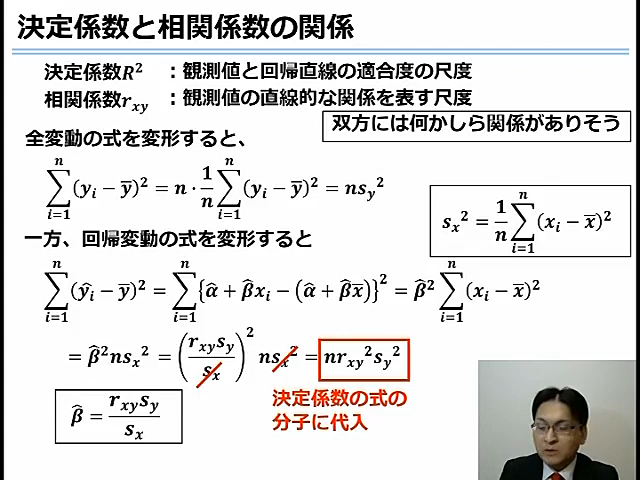 決定係数と相関係数の関係
決定係数R² ：観測値と回帰直線の適合度の尺度
相関係数r_xy ：観測値の直線的な関係を表す尺度
双方には何かしら関係がありそう
全変動の式を変形すると、
∑_{i=1}^{n}(y_i − ȳ)² = n · 1/n ∑_{i=1}^{n}(y_i − ȳ)² = ns_y²
s_x² = 1/n ∑_{i=1}^{n}(x_i − x̄)²
一方、回帰変動の式を変形すると
∑_{i=1}^{n}(ŷ_i − ȳ)² = ∑_{i=1}^{n}{α̂ + β̂x_i − (α̂ + β̂x̄)}² = β̂² ∑_{i=1}^{n}(x_i − x̄)²
= β̂²ns_x² = (r_xy s_y / s_x)² ns_x² = nr_xy²s_y²
決定係数の式の
分子に代入
β̂ = r_xy s_y / s_x